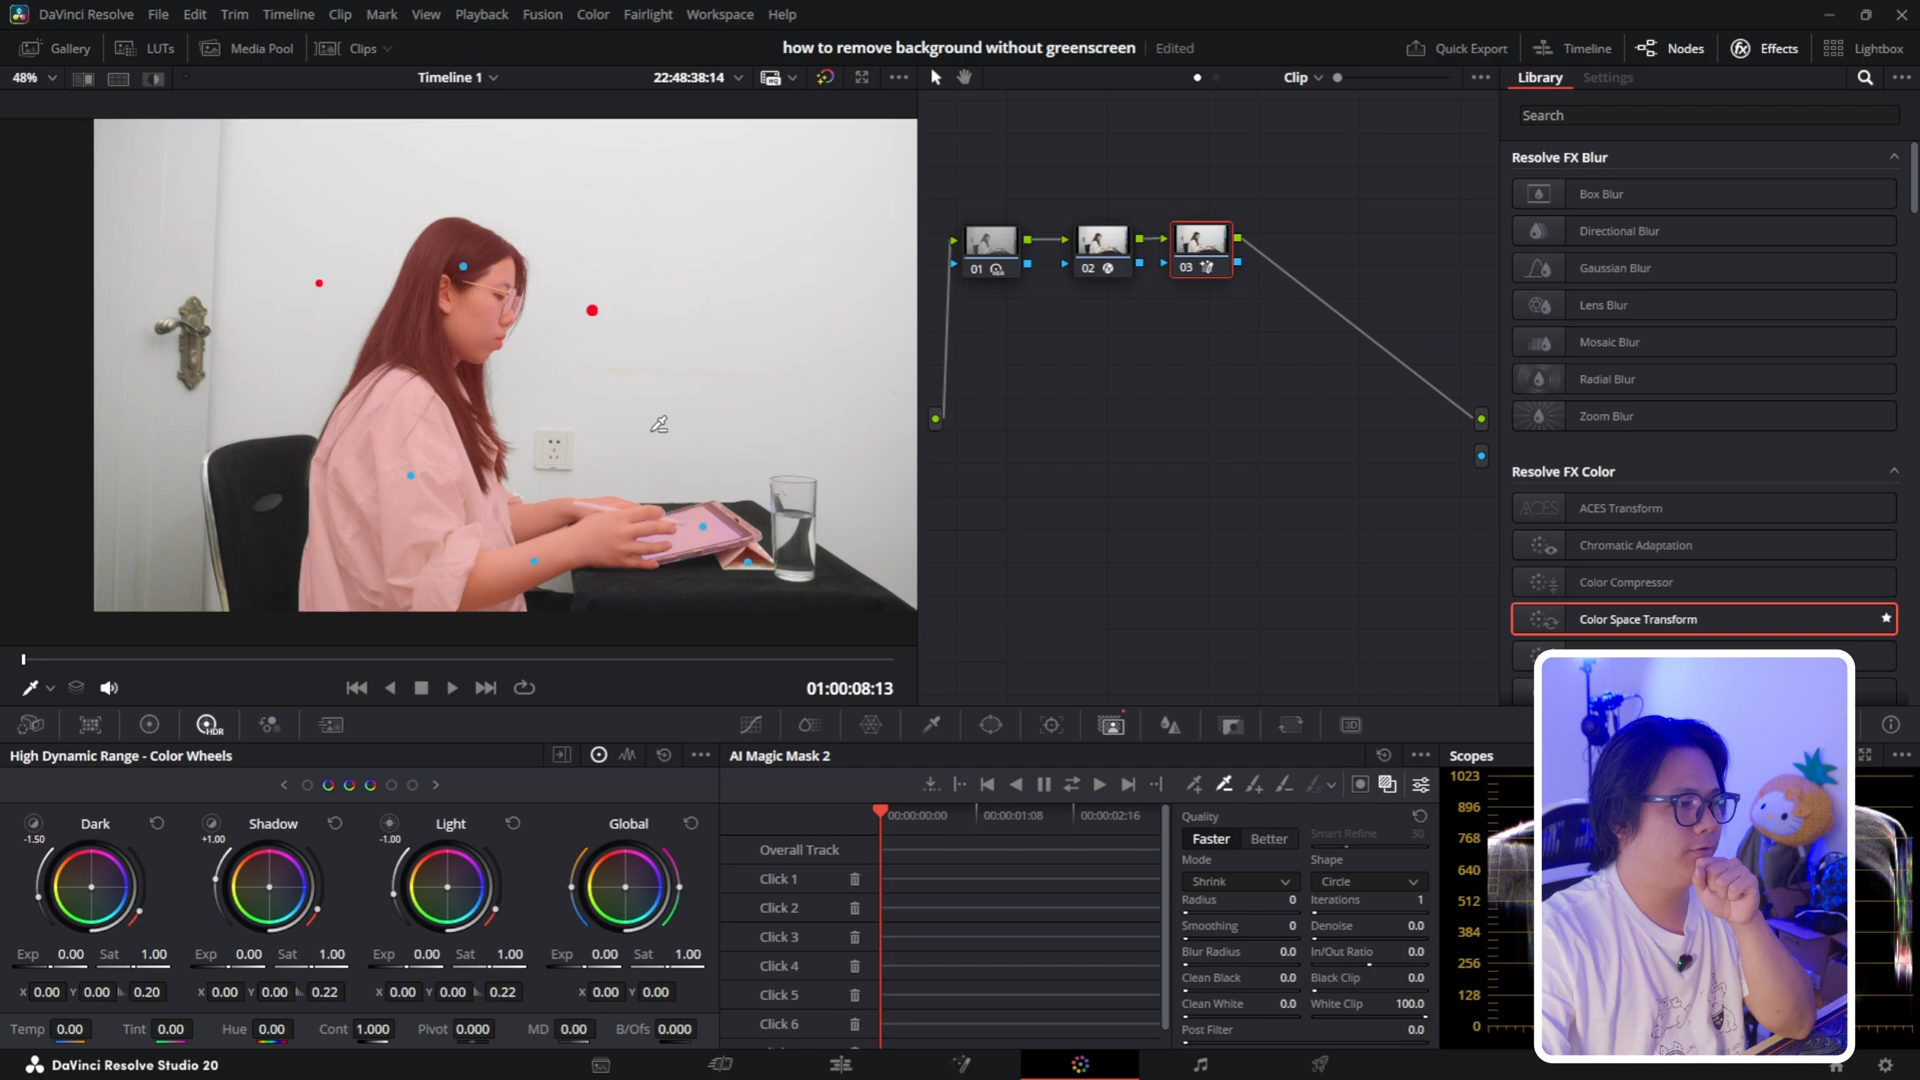 DaVinci Resolve File Edit Trim Timeline Clip Mark View Playback Fusion Color Fairlight Workspace Help
Gallery LUTs Media Pool Clips how to remove background without greenscreen Edited Quick Export Timeline Nodes Effects Lightbox
48% Timeline 1 22:48:38:14 Clip Library Settings
Search
Resolve FX Blur
Box Blur
Directional Blur
Gaussian Blur
Lens Blur
Mosaic Blur
Radial Blur
Zoom Blur
Resolve FX Color
ACES ACES Transform
Chromatic Adaptation
Color Compressor
Color Space Transform
01 HDR 02 03
01:00:08:13
HDR 3D
High Dynamic Range - Color Wheels AI Magic Mask 2 Scopes
Dark Shadow Light Global
-1.50 +1.00 -1.00
Exp 0.00 Sat 1.00 Exp 0.00 Sat 1.00 Exp 0.00 Sat 1.00 Exp 0.00 Sat 1.00
X 0.00 Y 0.00 0.20 X 0.00 Y 0.00 0.22 X 0.00 Y 0.00 0.22 X 0.00 Y 0.00
Temp 0.00 Tint 0.00 Hue 0.00 Cont 1.000 Pivot 0.000 MD 0.00 B/Ofs 0.000
00:00:00:00 00:00:01:08 00:00:02:16
Overall Track
Click 1
Click 2
Click 3
Click 4
Click 5
Click 6
Quality
Faster Better Smart Refine 30
Mode Shape
Shrink Circle
Radius 0 Iterations 1
Smoothing 0 Denoise 0.0
Blur Radius 0.0 In/Out Ratio 0.0
Clean Black 0.0 Black Clip 0.0
Clean White 0.0 White Clip 100.0
Post Filter 0.0
1023
896
768
640
512
384
256
128
0
DaVinci Resolve Studio 20